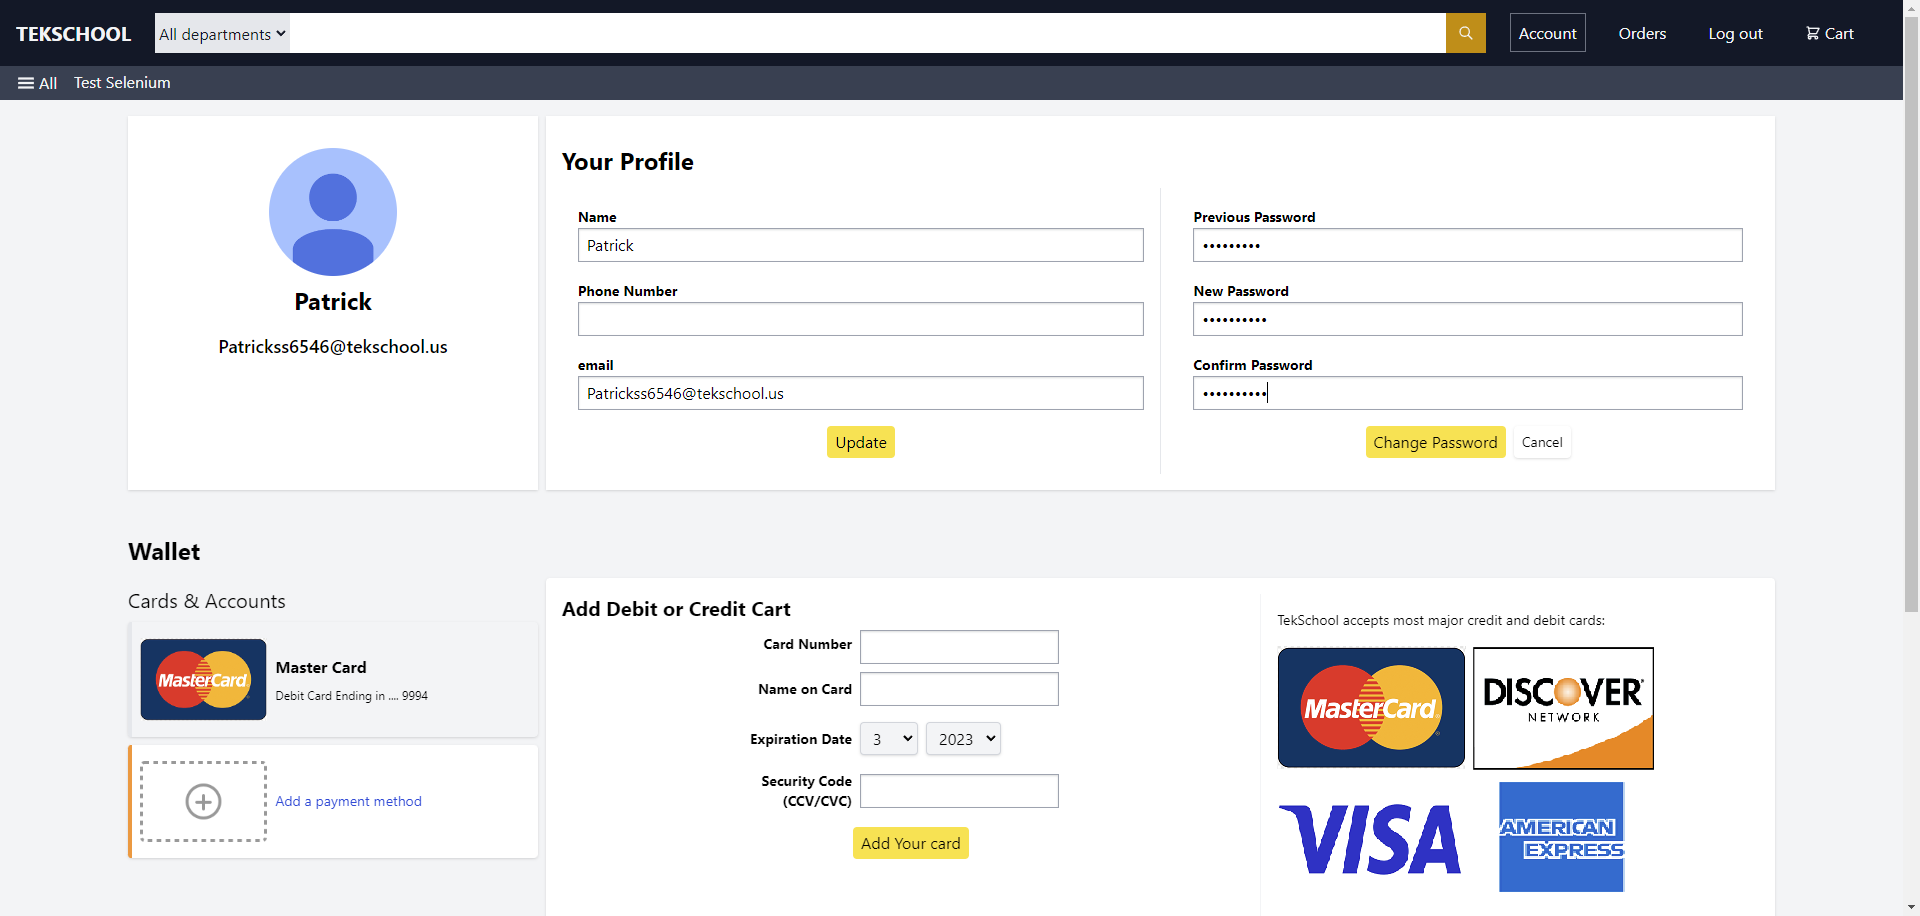 TEKSCHOOL
All departments
Account
Orders
Log out
Cart
All
Test Selenium
Patrick
Patrickss6546@tekschool.us
Your Profile
Name
Patrick
Phone Number
email
Patrickss6546@tekschool.us
Update
Previous Password
•••••••••
New Password
••••••••••
Confirm Password
••••••••••
Change Password
Cancel
Wallet
Cards & Accounts
MasterCard
Master Card
Debit Card Ending in .... 9994
Add a payment method
Add Debit or Credit Cart
Card Number
Name on Card
Expiration Date
3
2023
Security Code
(CCV/CVC)
Add Your card
TekSchool accepts most major credit and debit cards:
MasterCard
DISCOVER
NETWORK
VISA
AMERICAN
EXPRESS